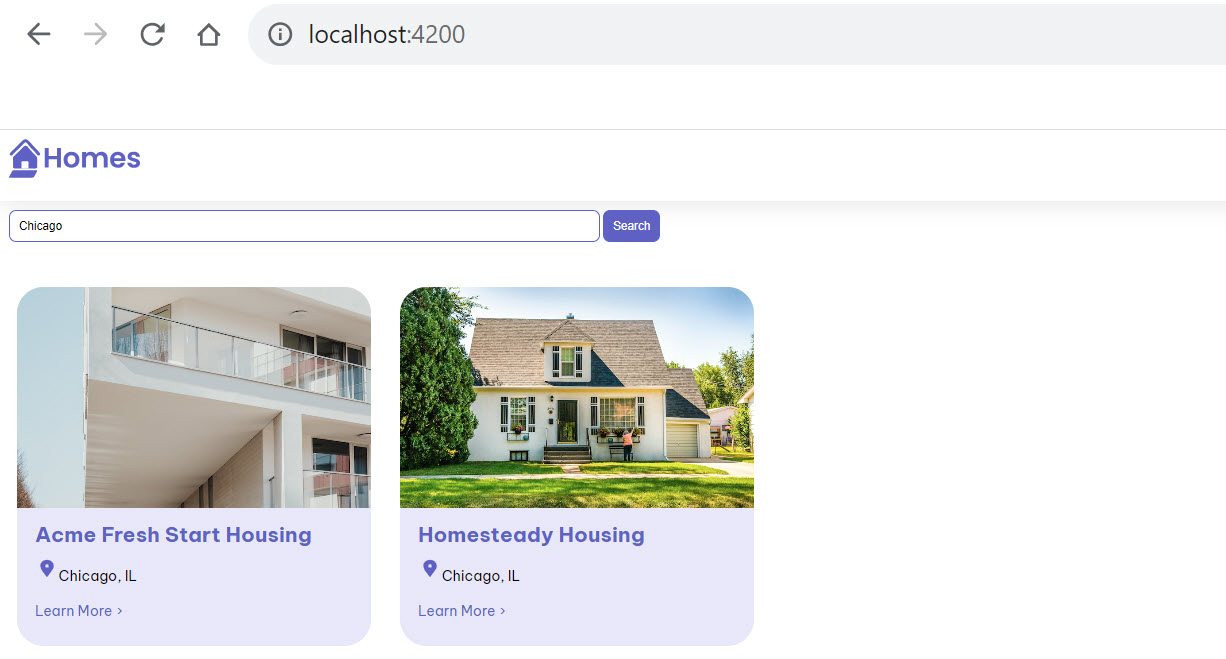 localhost:4200
Homes
Chicago
Search
Acme Fresh Start Housing
Chicago, IL
Learn More ›
Homesteady Housing
Chicago, IL
Learn More ›